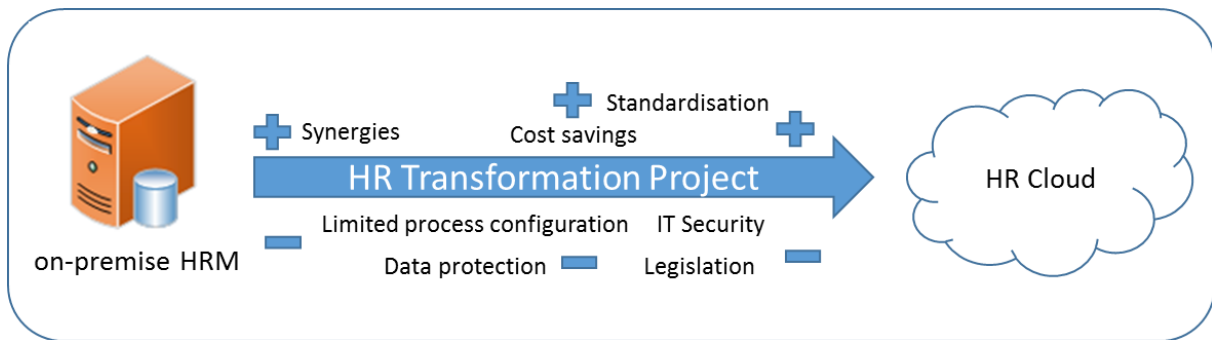 Standardisation
Synergies
Cost savings
HR Transformation Project
HR Cloud
Limited process configuration
IT Security
on-premise HRM
Data protection
Legislation